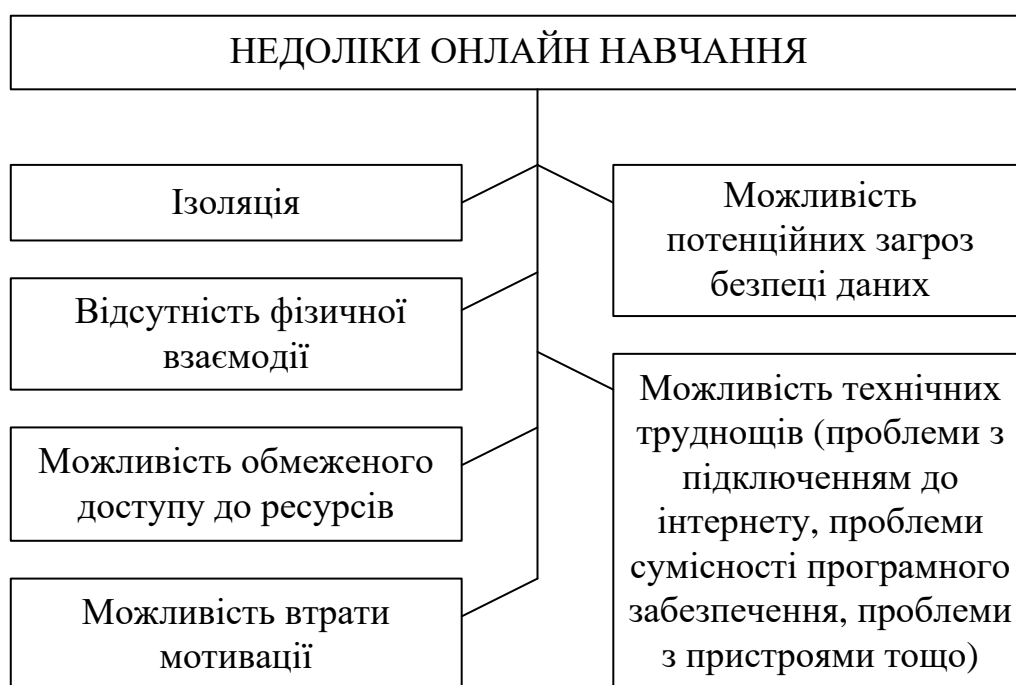 НЕДОЛІКИ ОНЛАЙН НАВЧАННЯ
Ізоляція
Відсутність фізичної
взаємодії
Можливість обмеженого
доступу до ресурсів
Можливість втрати
мотивації
Можливість
потенційних загроз
безпеці даних
Можливість технічних
труднощів (проблеми з
підключенням до
інтернету, проблеми
сумісності програмного
забезпечення, проблеми
з пристроями тощо)